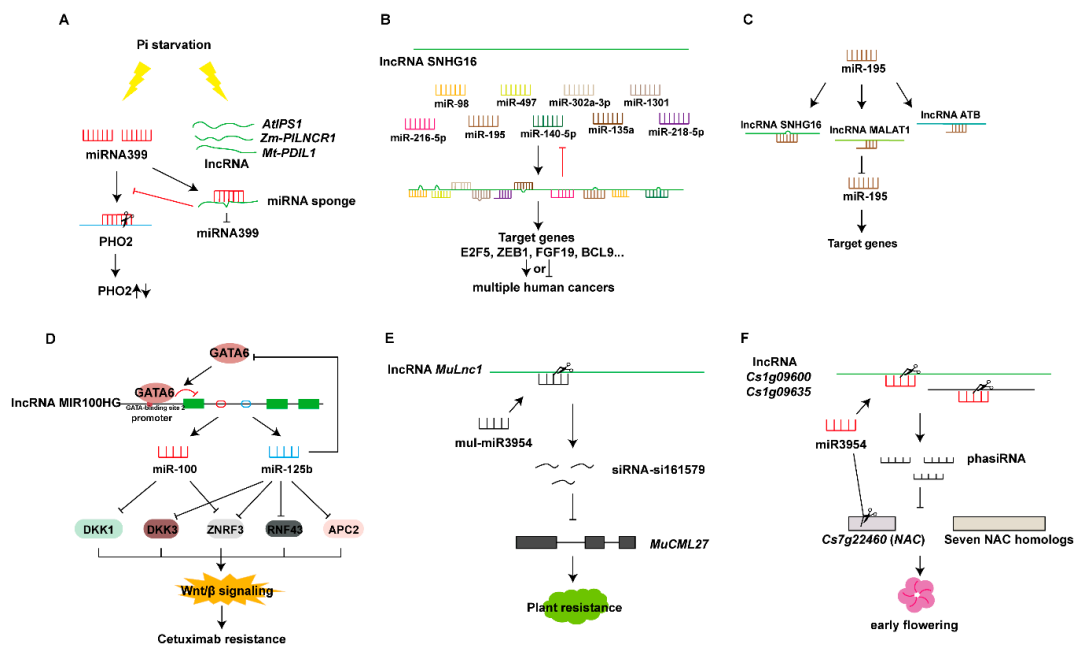 A
Pi starvation
AtIPS1
Zm-PILNCR1
Mt-PDIL1
lncRNA
miRNA399
miRNA sponge
miRNA399
PHO2
PHO2
B
lncRNA SNHG16
miR-98
miR-497
miR-302a-3p
miR-1301
miR-216-5p
miR-195
miR-140-5p
miR-135a
miR-218-5p
Target genes
E2F5, ZEB1, FGF19, BCL9...
or
multiple human cancers
C
miR-195
lncRNA SNHG16
lncRNA MALAT1
lncRNA ATB
miR-195
Target genes
D
GATA6
GATA6
lncRNA MIR100HG
GATA-binding site 2
promoter
miR-100
miR-125b
DKK1
DKK3
ZNRF3
RNF43
APC2
Wnt/β signaling
Cetuximab resistance
E
lncRNA MuLnc1
mul-miR3954
siRNA-si161579
MuCML27
Plant resistance
F
lncRNA
Cs1g09600
Cs1g09635
miR3954
phasiRNA
Cs7g22460 (NAC)
Seven NAC homologs
early flowering